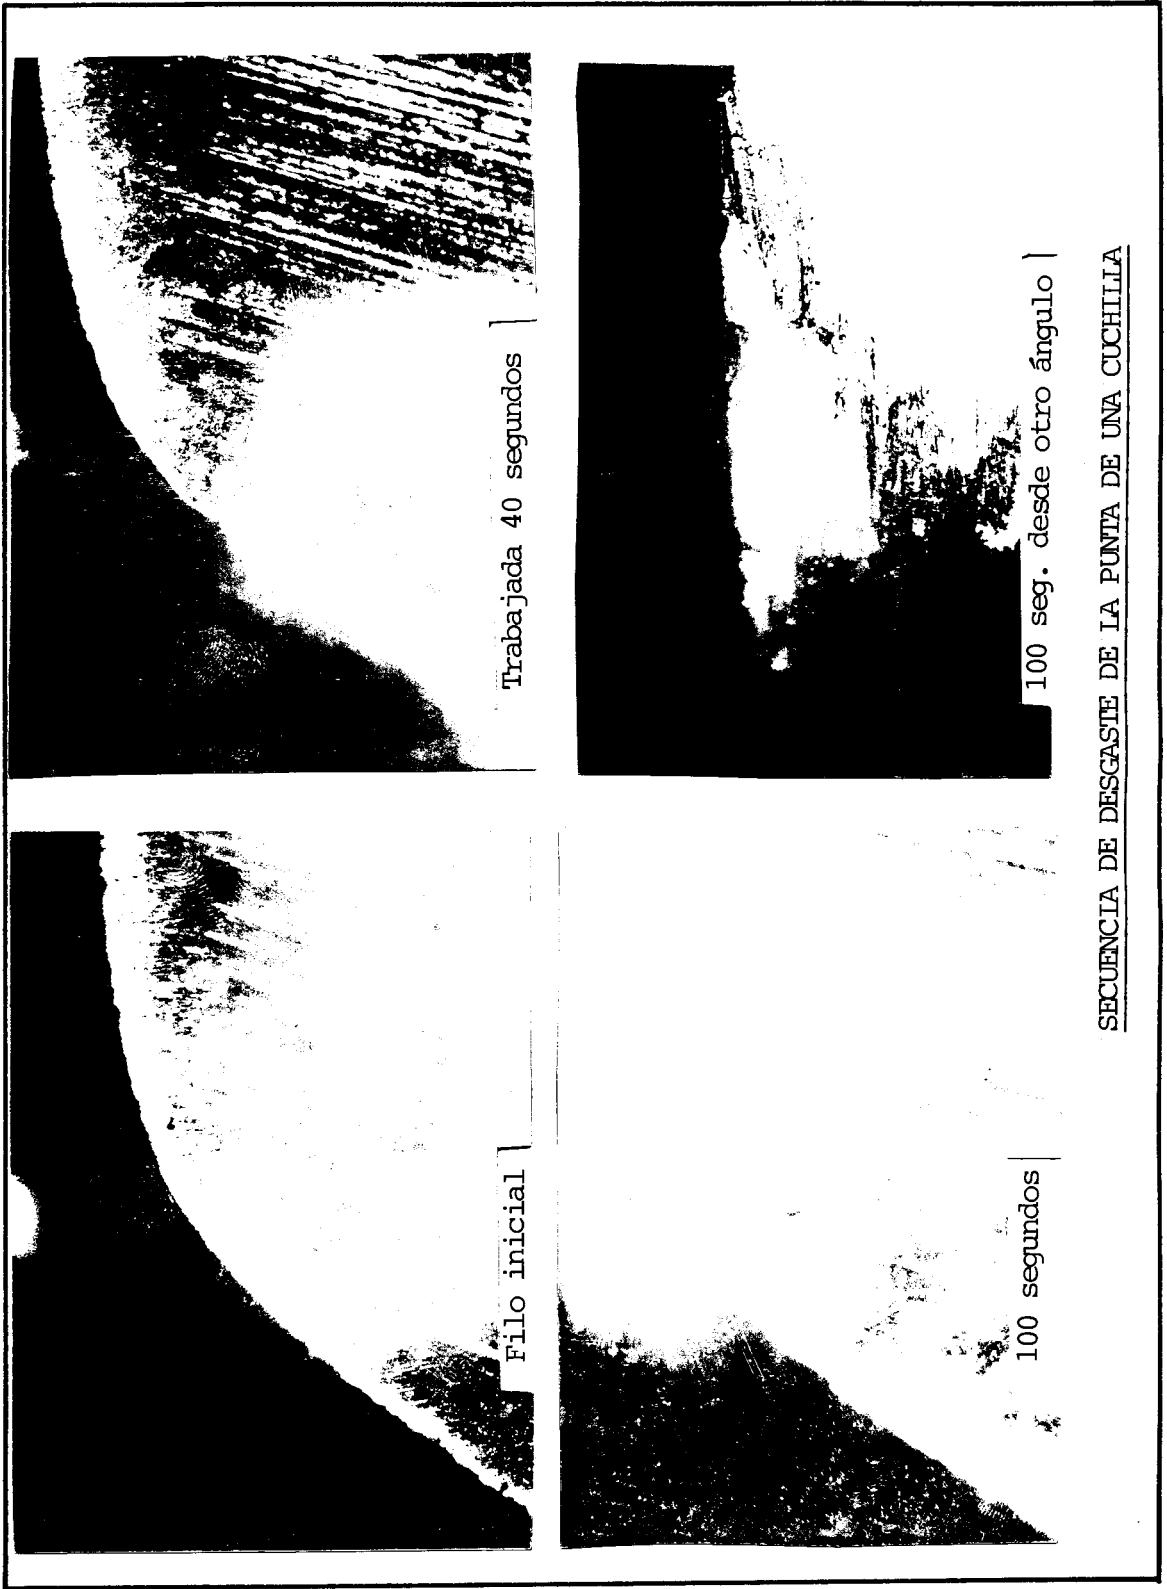 Filo inicial
Trabajada 40 segundos
100 segundos
100 seg. desde otro ángulo
SECUENCIA DE DESGASTE DE LA PUNTA DE UNA CUCHILLA